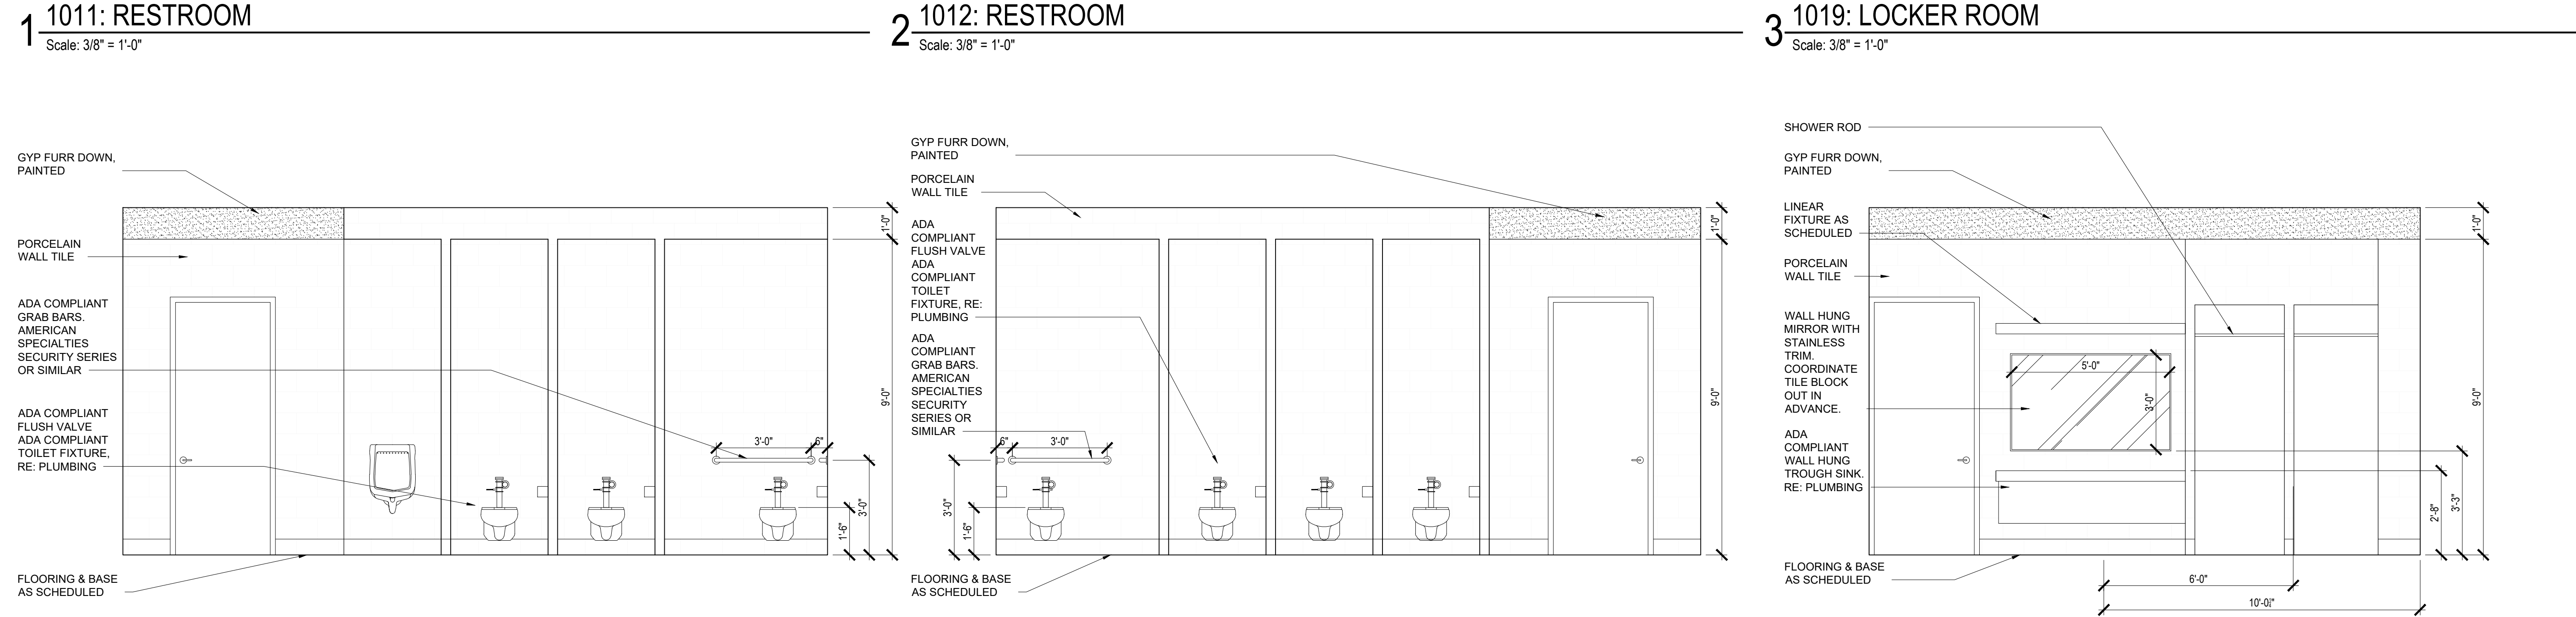 1
1011: RESTROOM
Scale: 3/8" = 1'-0"
GYP FURR DOWN,
PAINTED
PORCELAIN
WALL TILE
ADA COMPLIANT
GRAB BARS.
AMERICAN
SPECIALTIES
SECURITY SERIES
OR SIMILAR
ADA COMPLIANT
FLUSH VALVE
ADA COMPLIANT
TOILET FIXTURE,
RE: PLUMBING
FLOORING & BASE
AS SCHEDULED
3'-0"
6"
1'-6"
3'-0"
1'-0"
9'-0"
2
1012: RESTROOM
Scale: 3/8" = 1'-0"
GYP FURR DOWN,
PAINTED
PORCELAIN
WALL TILE
ADA
COMPLIANT
FLUSH VALVE
ADA
COMPLIANT
TOILET
FIXTURE, RE:
PLUMBING
ADA
COMPLIANT
GRAB BARS.
AMERICAN
SPECIALTIES
SECURITY
SERIES OR
SIMILAR
FLOORING & BASE
AS SCHEDULED
6"
3'-0"
3'-0"
1'-6"
1'-0"
9'-0"
3
1019: LOCKER ROOM
Scale: 3/8" = 1'-0"
SHOWER ROD
GYP FURR DOWN,
PAINTED
LINEAR
FIXTURE AS
SCHEDULED
PORCELAIN
WALL TILE
WALL HUNG
MIRROR WITH
STAINLESS
TRIM.
COORDINATE
TILE BLOCK
OUT IN
ADVANCE.
ADA
COMPLIANT
WALL HUNG
TROUGH SINK.
RE: PLUMBING
FLOORING & BASE
AS SCHEDULED
5'-0"
3'-0"
2'-8"
3'-3"
1'-0"
9'-0"
6'-0"